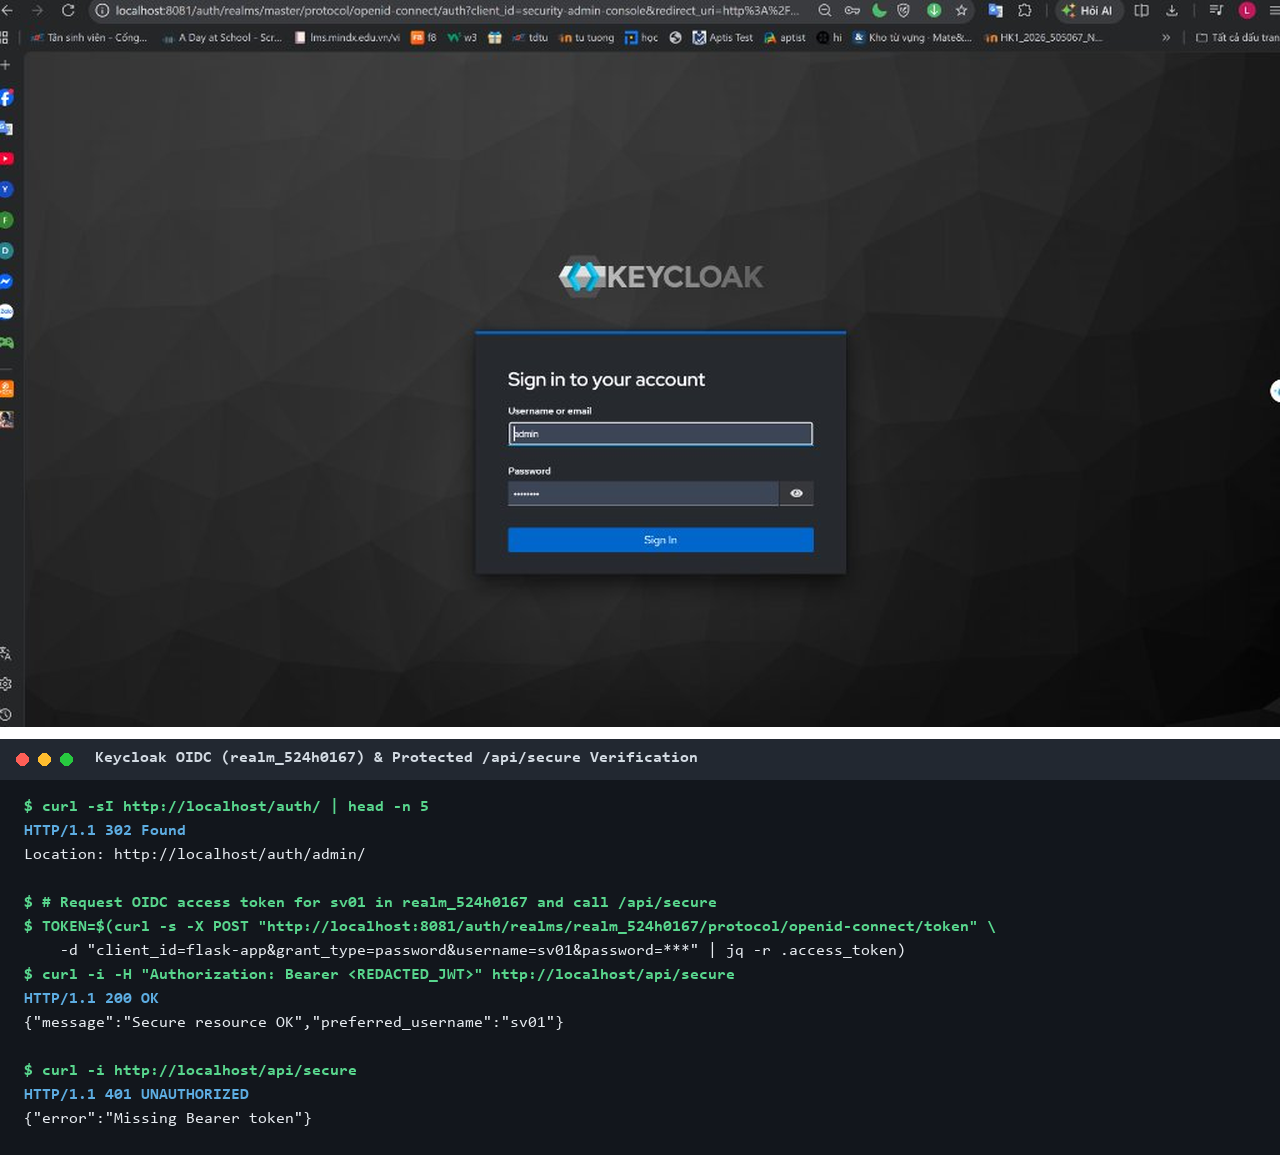 localhost:8081/auth/realms/master/protocol/openid-connect/auth?client_id=security-admin-console&redirect_uri=http%3A%2F...
Hỏi AI
L
Tân sinh viên - Cổng...
A Day at School - Scr...
lms.mindx.edu.vn/vi
f8
w3
tdtu
tu tuong
học
Aptis Test
aptist
hi
Kho từ vựng · Mate&...
HK1_2026_505067_N...
»
Tất cả dấu tran
Y
F
D
Zalo
KEYCLOAK
Sign in to your account
Username or email
admin
Password
••••••••
Sign In
Keycloak OIDC (realm_524h0167) & Protected /api/secure Verification
$ curl -sI http://localhost/auth/ | head -n 5
HTTP/1.1 302 Found
Location: http://localhost/auth/admin/
$ # Request OIDC access token for sv01 in realm_524h0167 and call /api/secure
$ TOKEN=$(curl -s -X POST "http://localhost:8081/auth/realms/realm_524h0167/protocol/openid-connect/token" \
-d "client_id=flask-app&grant_type=password&username=sv01&password=***" | jq -r .access_token)
$ curl -i -H "Authorization: Bearer <REDACTED_JWT>" http://localhost/api/secure
HTTP/1.1 200 OK
{"message":"Secure resource OK","preferred_username":"sv01"}
$ curl -i http://localhost/api/secure
HTTP/1.1 401 UNAUTHORIZED
{"error":"Missing Bearer token"}